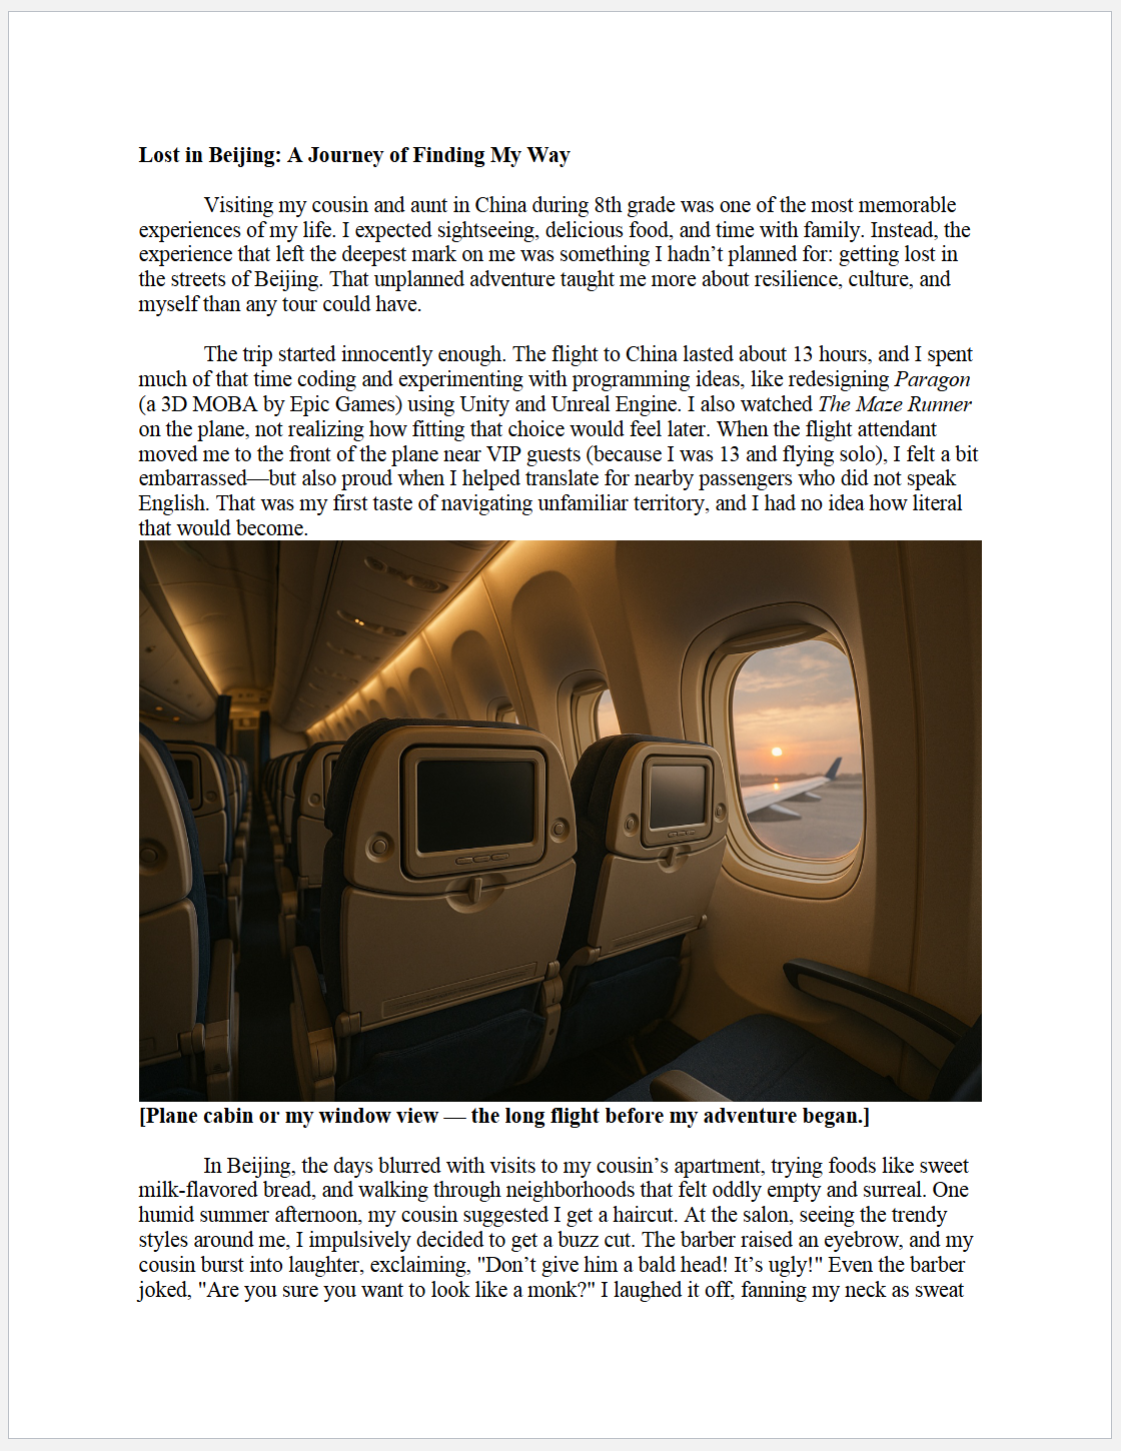 Lost in Beijing: A Journey of Finding My Way
Visiting my cousin and aunt in China during 8th grade was one of the most memorable
experiences of my life. I expected sightseeing, delicious food, and time with family. Instead, the
experience that left the deepest mark on me was something I hadn’t planned for: getting lost in
the streets of Beijing. That unplanned adventure taught me more about resilience, culture, and
myself than any tour could have.
The trip started innocently enough. The flight to China lasted about 13 hours, and I spent
much of that time coding and experimenting with programming ideas, like redesigning Paragon
(a 3D MOBA by Epic Games) using Unity and Unreal Engine. I also watched The Maze Runner
on the plane, not realizing how fitting that choice would feel later. When the flight attendant
moved me to the front of the plane near VIP guests (because I was 13 and flying solo), I felt a bit
embarrassed—but also proud when I helped translate for nearby passengers who did not speak
English. That was my first taste of navigating unfamiliar territory, and I had no idea how literal
that would become.
[Plane cabin or my window view — the long flight before my adventure began.]
In Beijing, the days blurred with visits to my cousin’s apartment, trying foods like sweet
milk-flavored bread, and walking through neighborhoods that felt oddly empty and surreal. One
humid summer afternoon, my cousin suggested I get a haircut. At the salon, seeing the trendy
styles around me, I impulsively decided to get a buzz cut. The barber raised an eyebrow, and my
cousin burst into laughter, exclaiming, "Don’t give him a bald head! It’s ugly!" Even the barber
joked, "Are you sure you want to look like a monk?" I laughed it off, fanning my neck as sweat